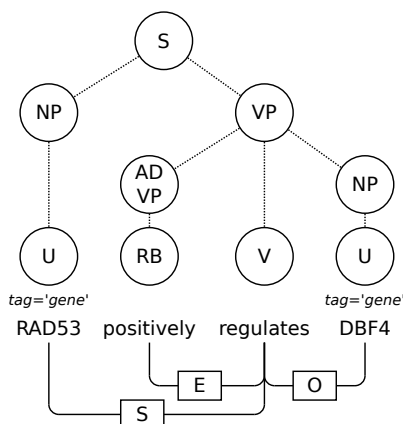 S
NP VP
AD
VP NP
U RB V U
tag='gene' tag='gene'
RAD53 positively regulates DBF4
E O
S